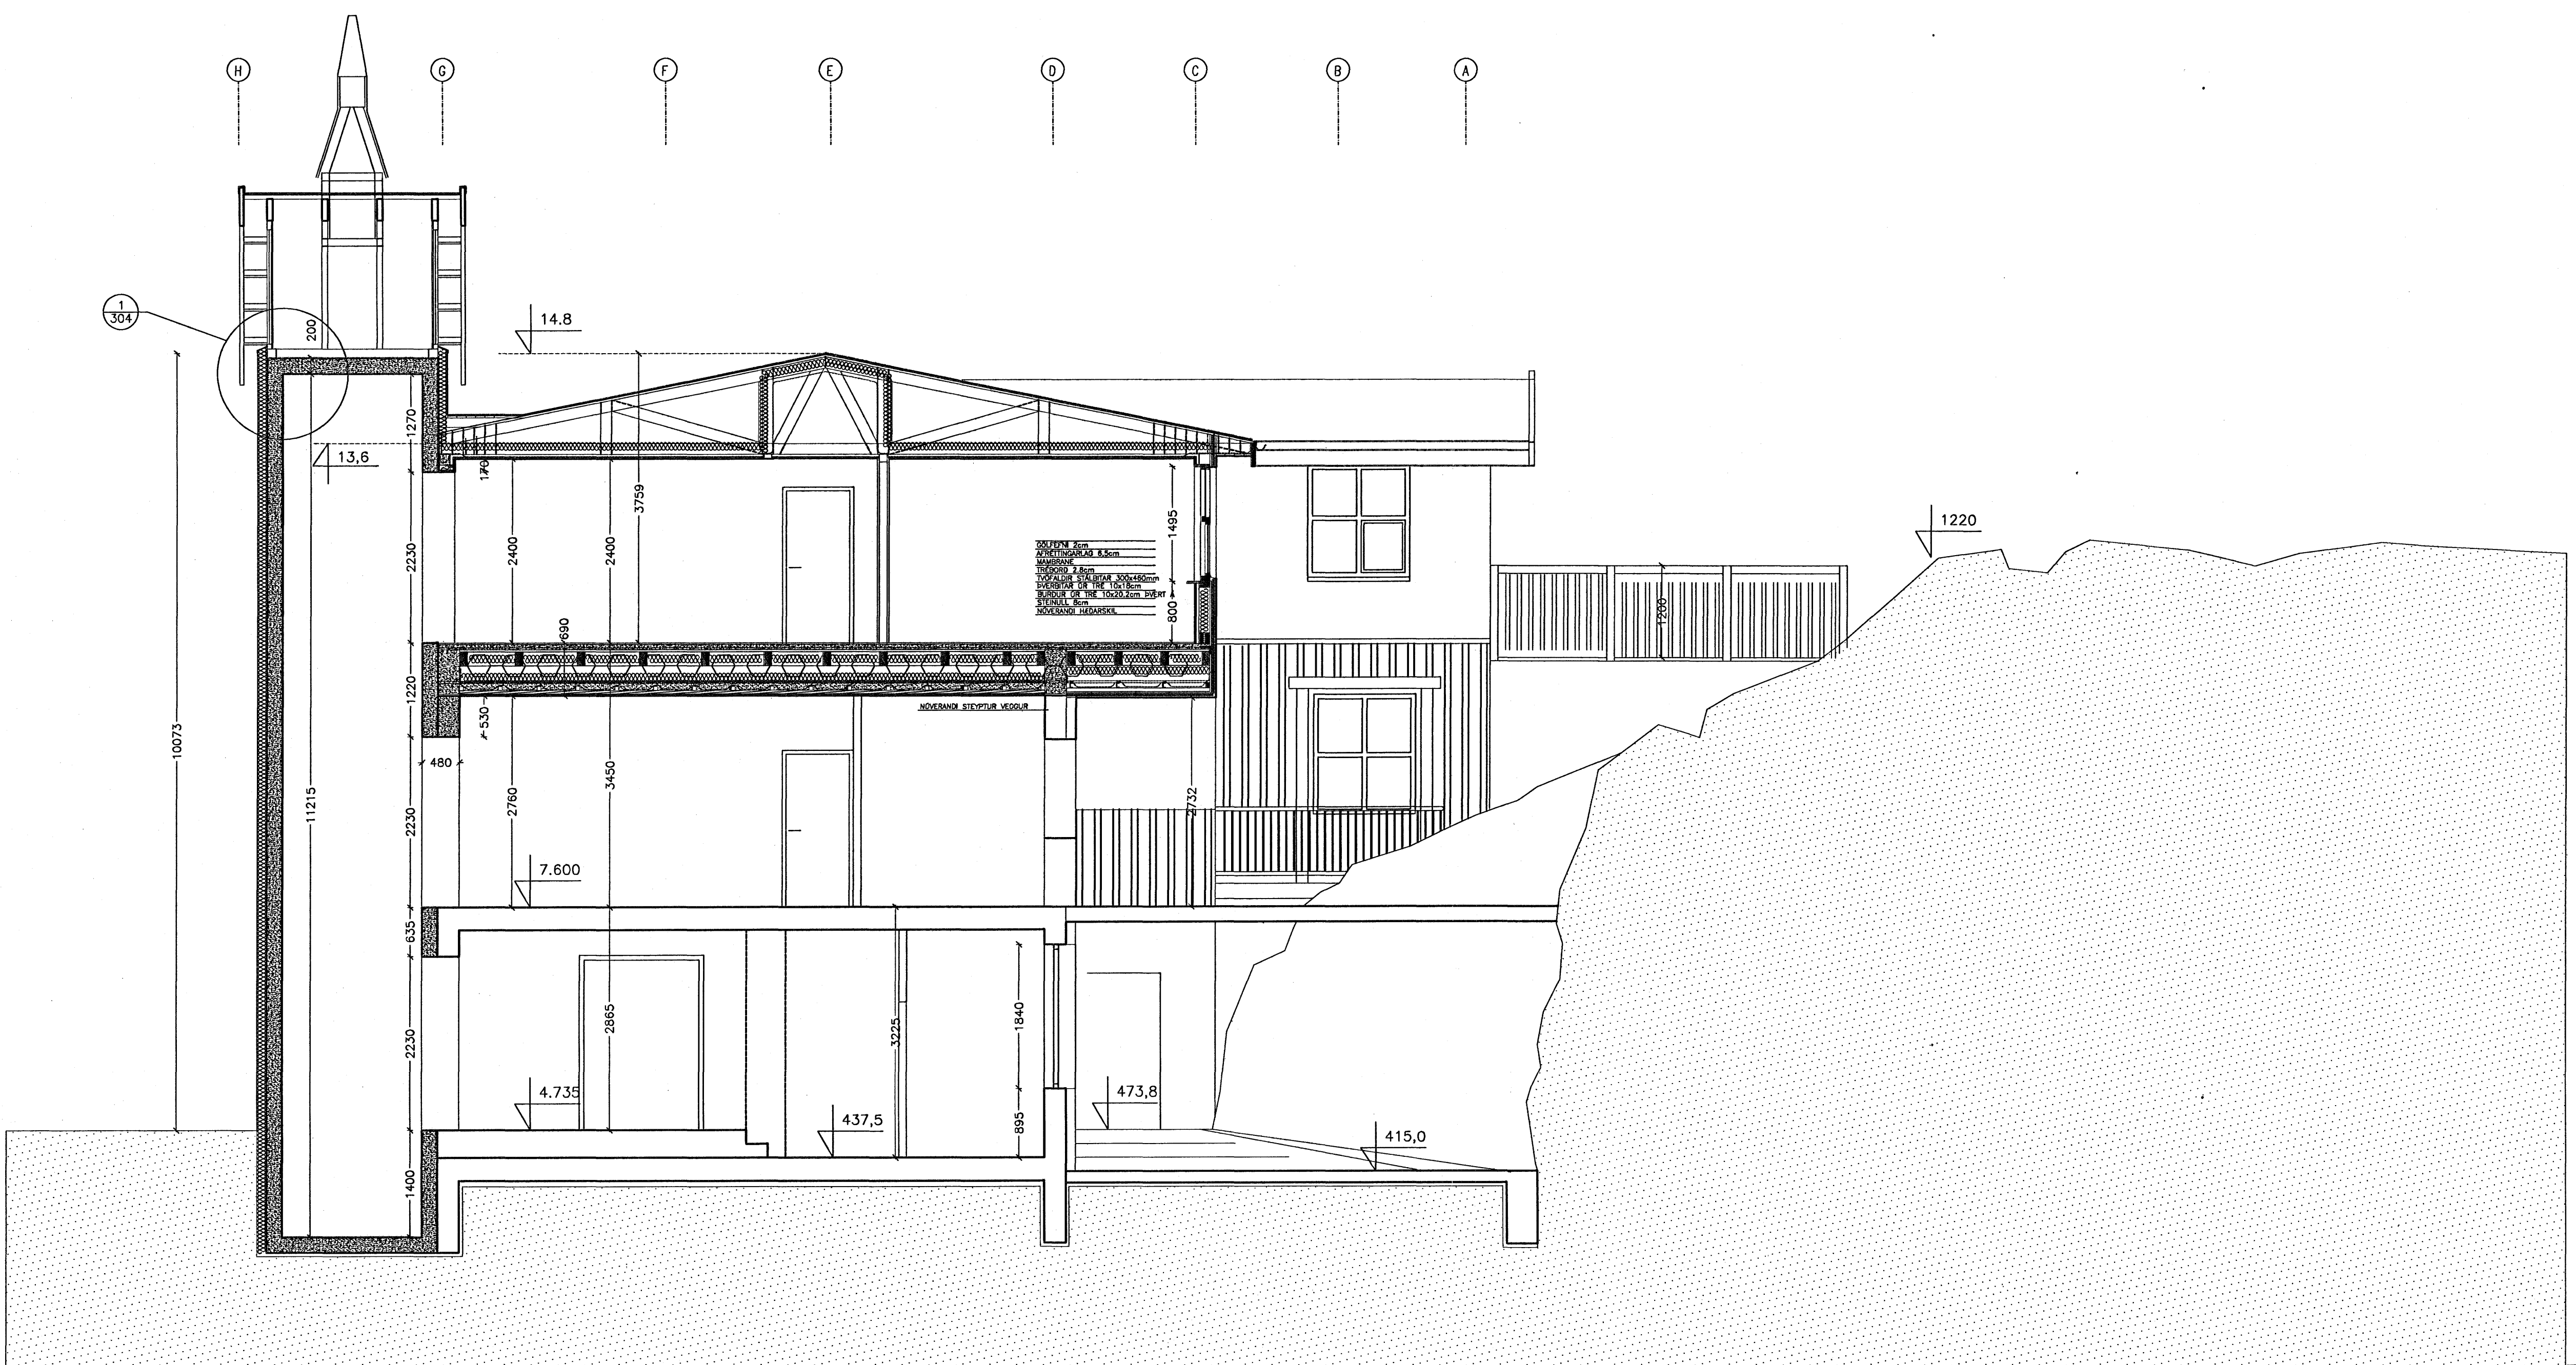 H
G
F
E
D
C
B
A
1
304
200
14.8
1270
13,6
170
3759
1220
2400
2400
2230
1495
GÓLFEFNI 2cm
AFRÉTTINGARLAG 6,5cm
MAMBRANE
TRÉBORÐ 2.8cm
TVÖFALDIR STÁLBITAR 300x460mm
ÞVERBITAR ÚR TRÉ 10x18cm
BURÐUR ÚR TRÉ 10x20.2cm ÞVERT
STEINULL 8cm
NÚVERANDI HÆÐARSKIL
800
1200
690
1220
530
NÚVERANDI STEYPTUR VEGGUR
10073
480
11215
2230
2760
3450
2732
7.600
635
2230
2865
3225
1840
4.735
437,5
473,8
895
415,0
1400